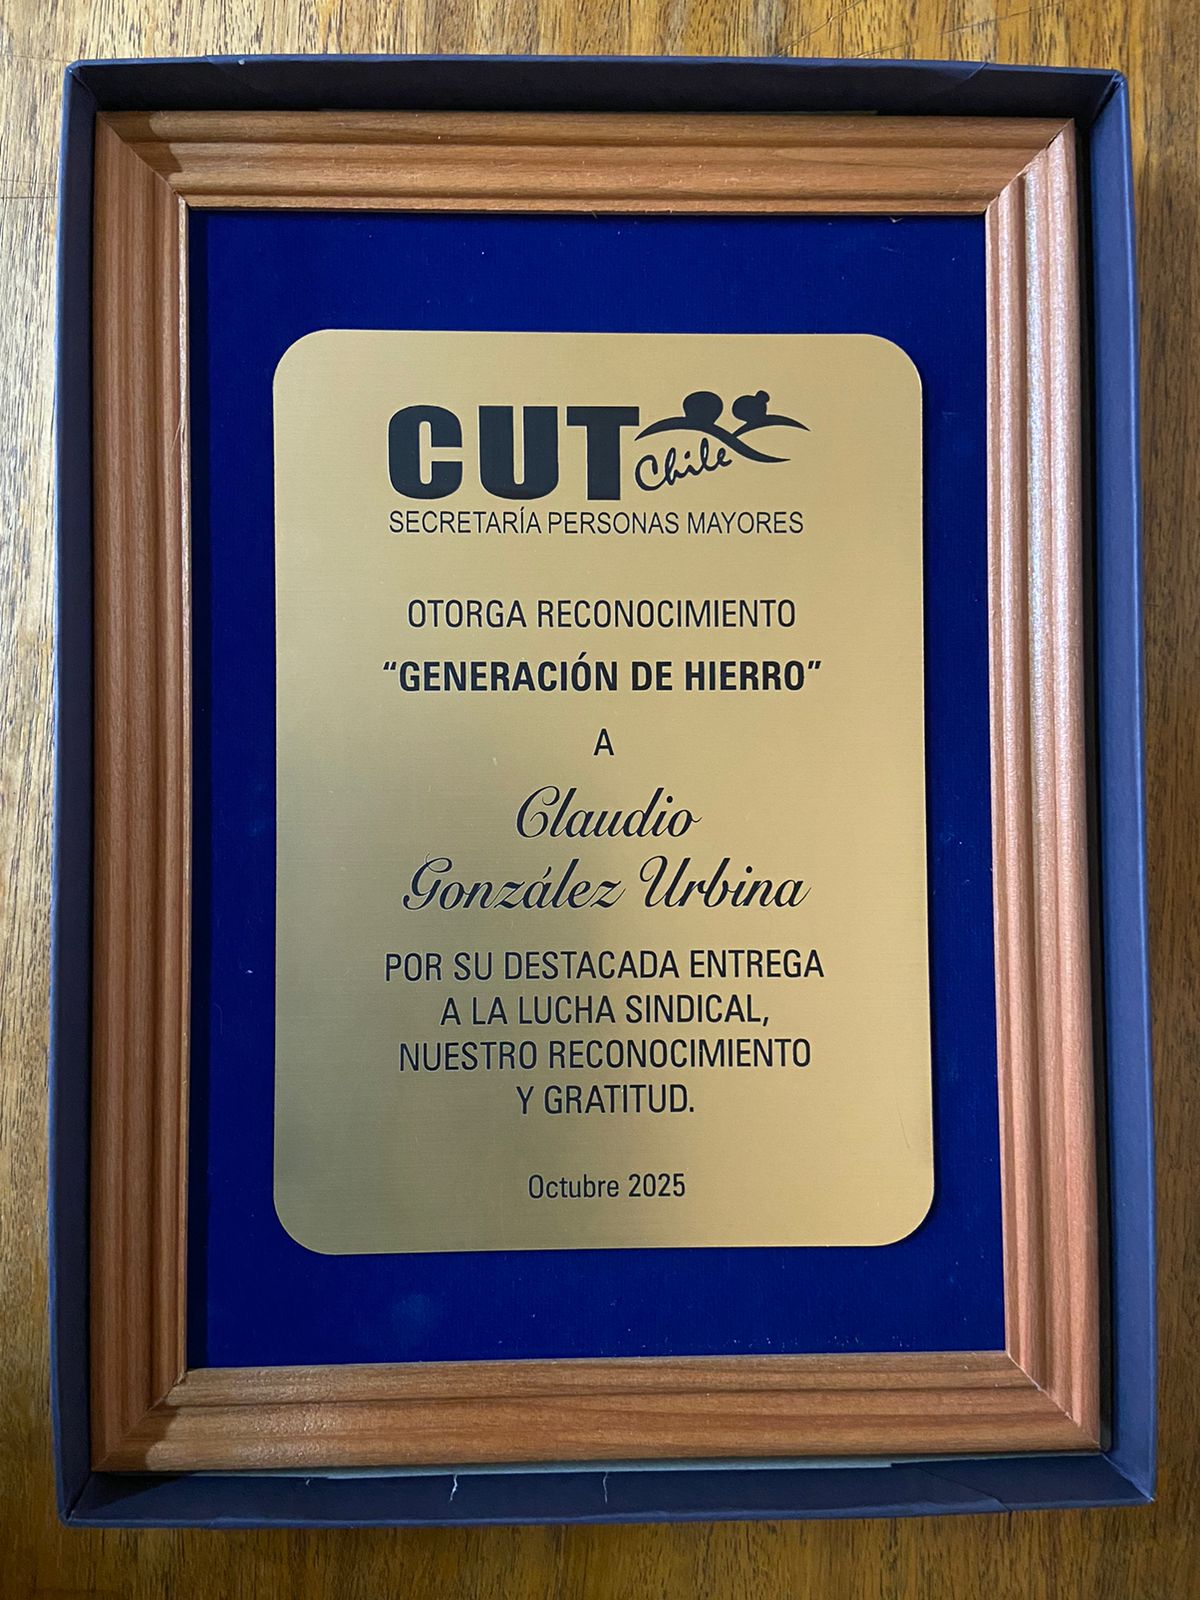 CUT Chile
SECRETARÍA PERSONAS MAYORES
OTORGA RECONOCIMIENTO
“GENERACIÓN DE HIERRO”
A
Claudio
González Urbina
POR SU DESTACADA ENTREGA
A LA LUCHA SINDICAL,
NUESTRO RECONOCIMIENTO
Y GRATITUD.
Octubre 2025